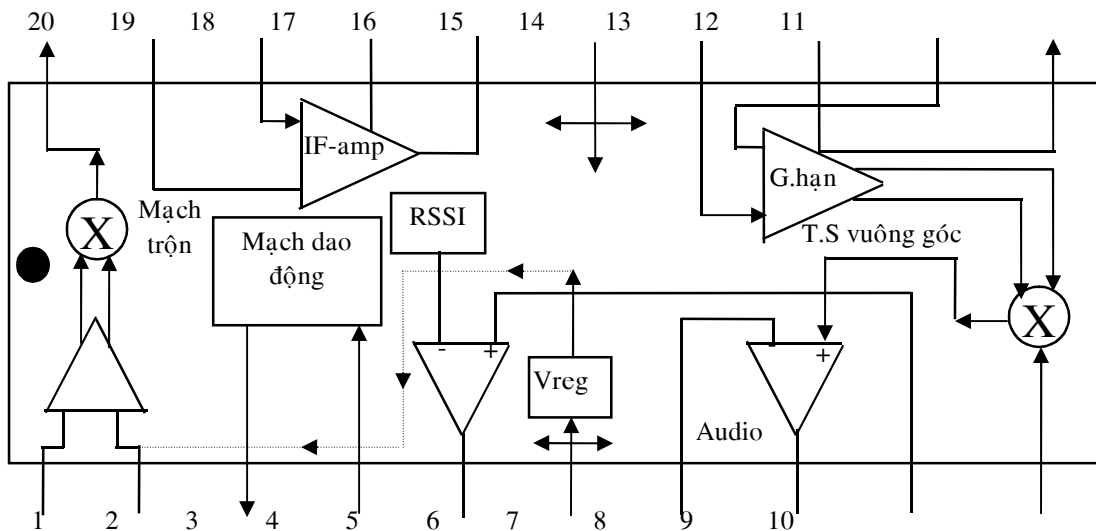 20 19 18 17 16 15 14 13 12 11
IF-amp
G.hạn
Mạch
trộn
X
RSSI
Mạch dao
động
T.S vuông góc
X
- +
- +
Vreg
Audio
1 2 3 4 5 6 7 8 9 10